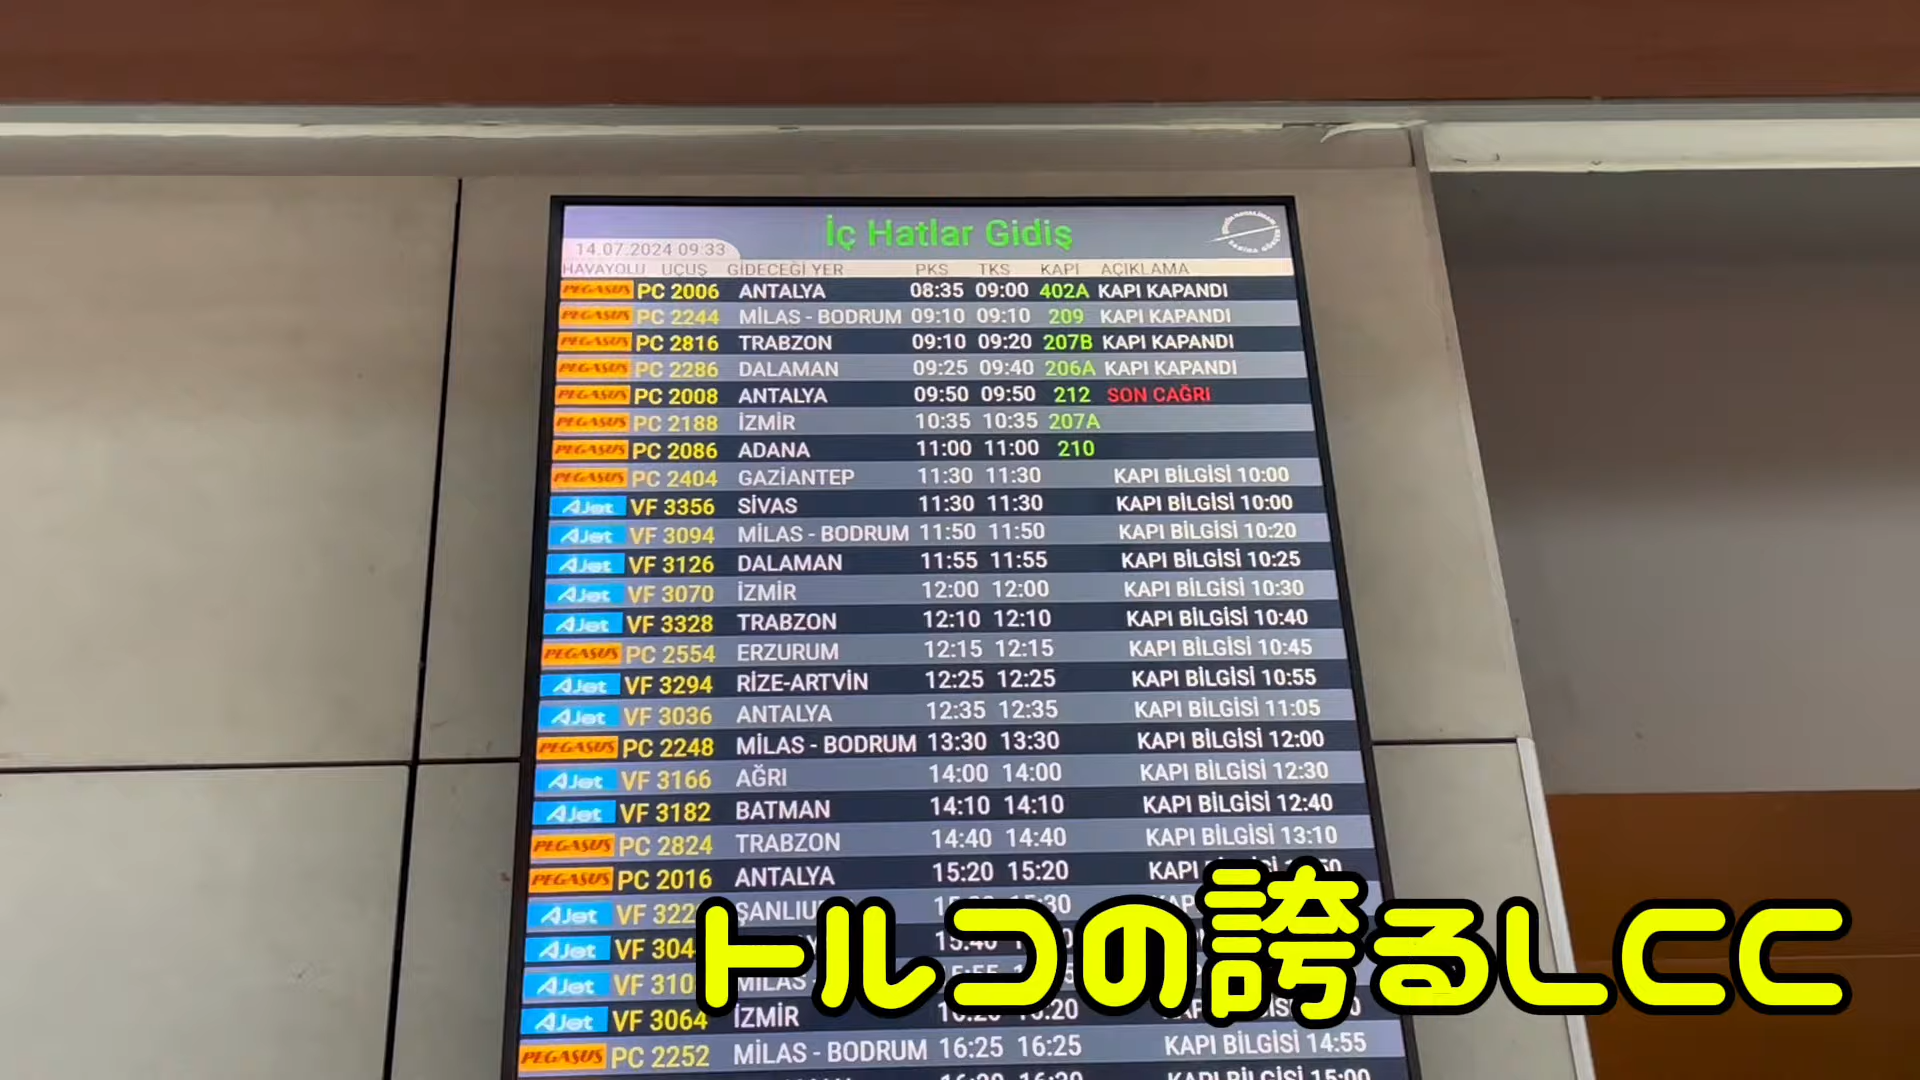 İç Hatlar Gidiş
14.07.2024 09:33
HAVAYOLU UÇUŞ GİDECEĞİ YER PKS TKS KAPI AÇIKLAMA
PEGASUS PC 2006 ANTALYA 08:35 09:00 402A KAPI KAPANDI
PEGASUS PC 2244 MİLAS - BODRUM 09:10 09:10 209 KAPI KAPANDI
PEGASUS PC 2816 TRABZON 09:10 09:20 207B KAPI KAPANDI
PEGASUS PC 2286 DALAMAN 09:25 09:40 206A KAPI KAPANDI
PEGASUS PC 2008 ANTALYA 09:50 09:50 212 SON ÇAĞRI
PEGASUS PC 2188 İZMİR 10:35 10:35 207A
PEGASUS PC 2086 ADANA 11:00 11:00 210
PEGASUS PC 2404 GAZİANTEP 11:30 11:30 KAPI BİLGİSİ 10:00
AJet VF 3356 SİVAS 11:30 11:30 KAPI BİLGİSİ 10:00
AJet VF 3094 MİLAS - BODRUM 11:50 11:50 KAPI BİLGİSİ 10:20
AJet VF 3126 DALAMAN 11:55 11:55 KAPI BİLGİSİ 10:25
AJet VF 3070 İZMİR 12:00 12:00 KAPI BİLGİSİ 10:30
AJet VF 3328 TRABZON 12:10 12:10 KAPI BİLGİSİ 10:40
PEGASUS PC 2554 ERZURUM 12:15 12:15 KAPI BİLGİSİ 10:45
AJet VF 3294 RİZE-ARTVİN 12:25 12:25 KAPI BİLGİSİ 10:55
AJet VF 3036 ANTALYA 12:35 12:35 KAPI BİLGİSİ 11:05
PEGASUS PC 2248 MİLAS - BODRUM 13:30 13:30 KAPI BİLGİSİ 12:00
AJet VF 3166 AĞRI 14:00 14:00 KAPI BİLGİSİ 12:30
AJet VF 3182 BATMAN 14:10 14:10 KAPI BİLGİSİ 12:40
PEGASUS PC 2824 TRABZON 14:40 14:40 KAPI BİLGİSİ 13:10
PEGASUS PC 2016 ANTALYA 15:20 15:20 KAPI
AJet VF
AJet VF
AJet VF MİLAS
AJet VF 3064 İZMİR
PEGASUS PC 2252 MİLAS - BODRUM 16:25 16:25 KAPI BİLGİSİ 14:55
KAPI BİLGİSİ 15:00
トルコの誇るLCC